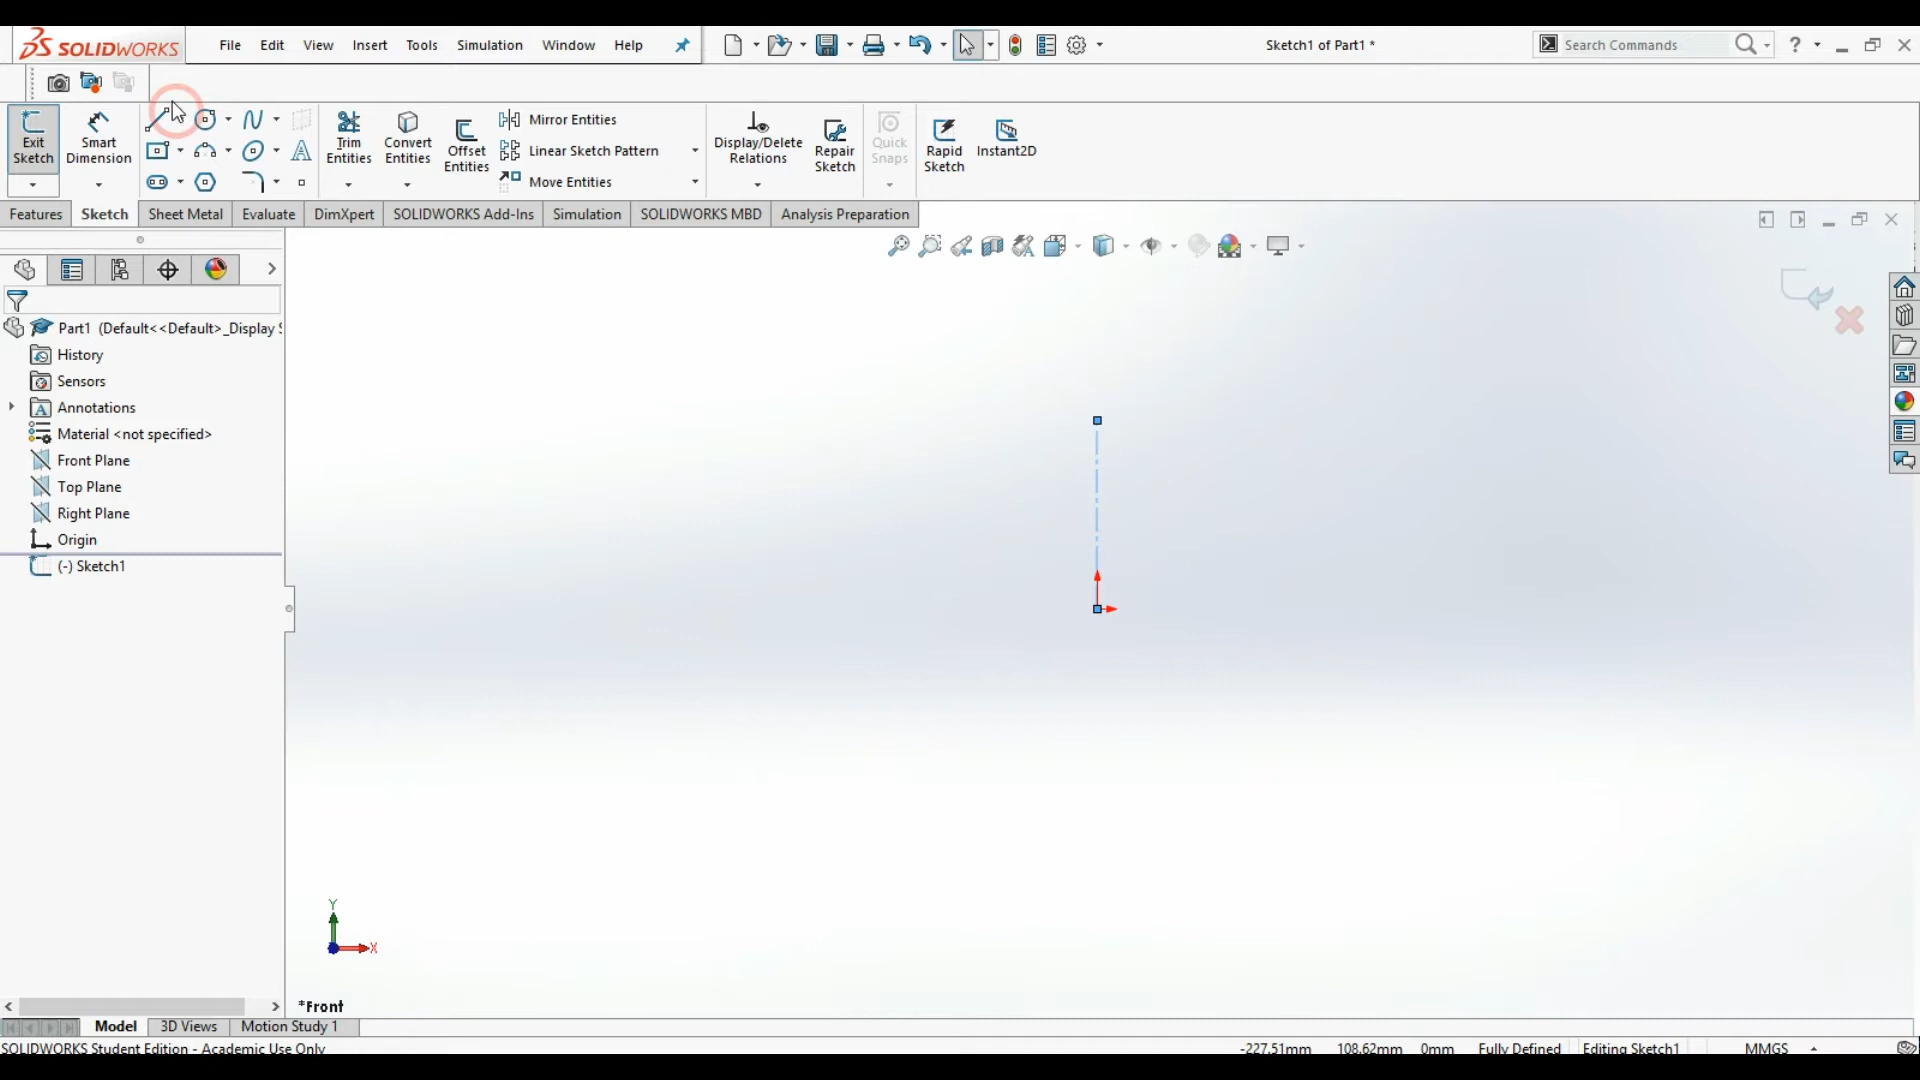 SOLIDWORKS File Edit View Insert Tools Simulation Window Help Sketch1 of Part1 * Search Commands ?
Exit Sketch
Smart Dimension
Trim Entities
Convert Entities
Offset Entities
Mirror Entities
Linear Sketch Pattern
Move Entities
Display/Delete Relations
Repair Sketch
Quick Snaps
Rapid Sketch
Instant2D
Features Sketch Sheet Metal Evaluate DimXpert Simulation SOLIDWORKS Add-Ins Simulation SOLIDWORKS MBD Analysis Preparation
Part1 (Default<<Default>_Display S
History
Sensors
Annotations
Material <not specified>
Front Plane
Top Plane
Right Plane
Origin
(-) Sketch1
Y
X
*Front
Model 3D Views Motion Study 1
SOLIDWORKS Student Edition - Academic Use Only -227.51mm 108.62mm 0mm Fully Defined Editing Sketch1 MMGS